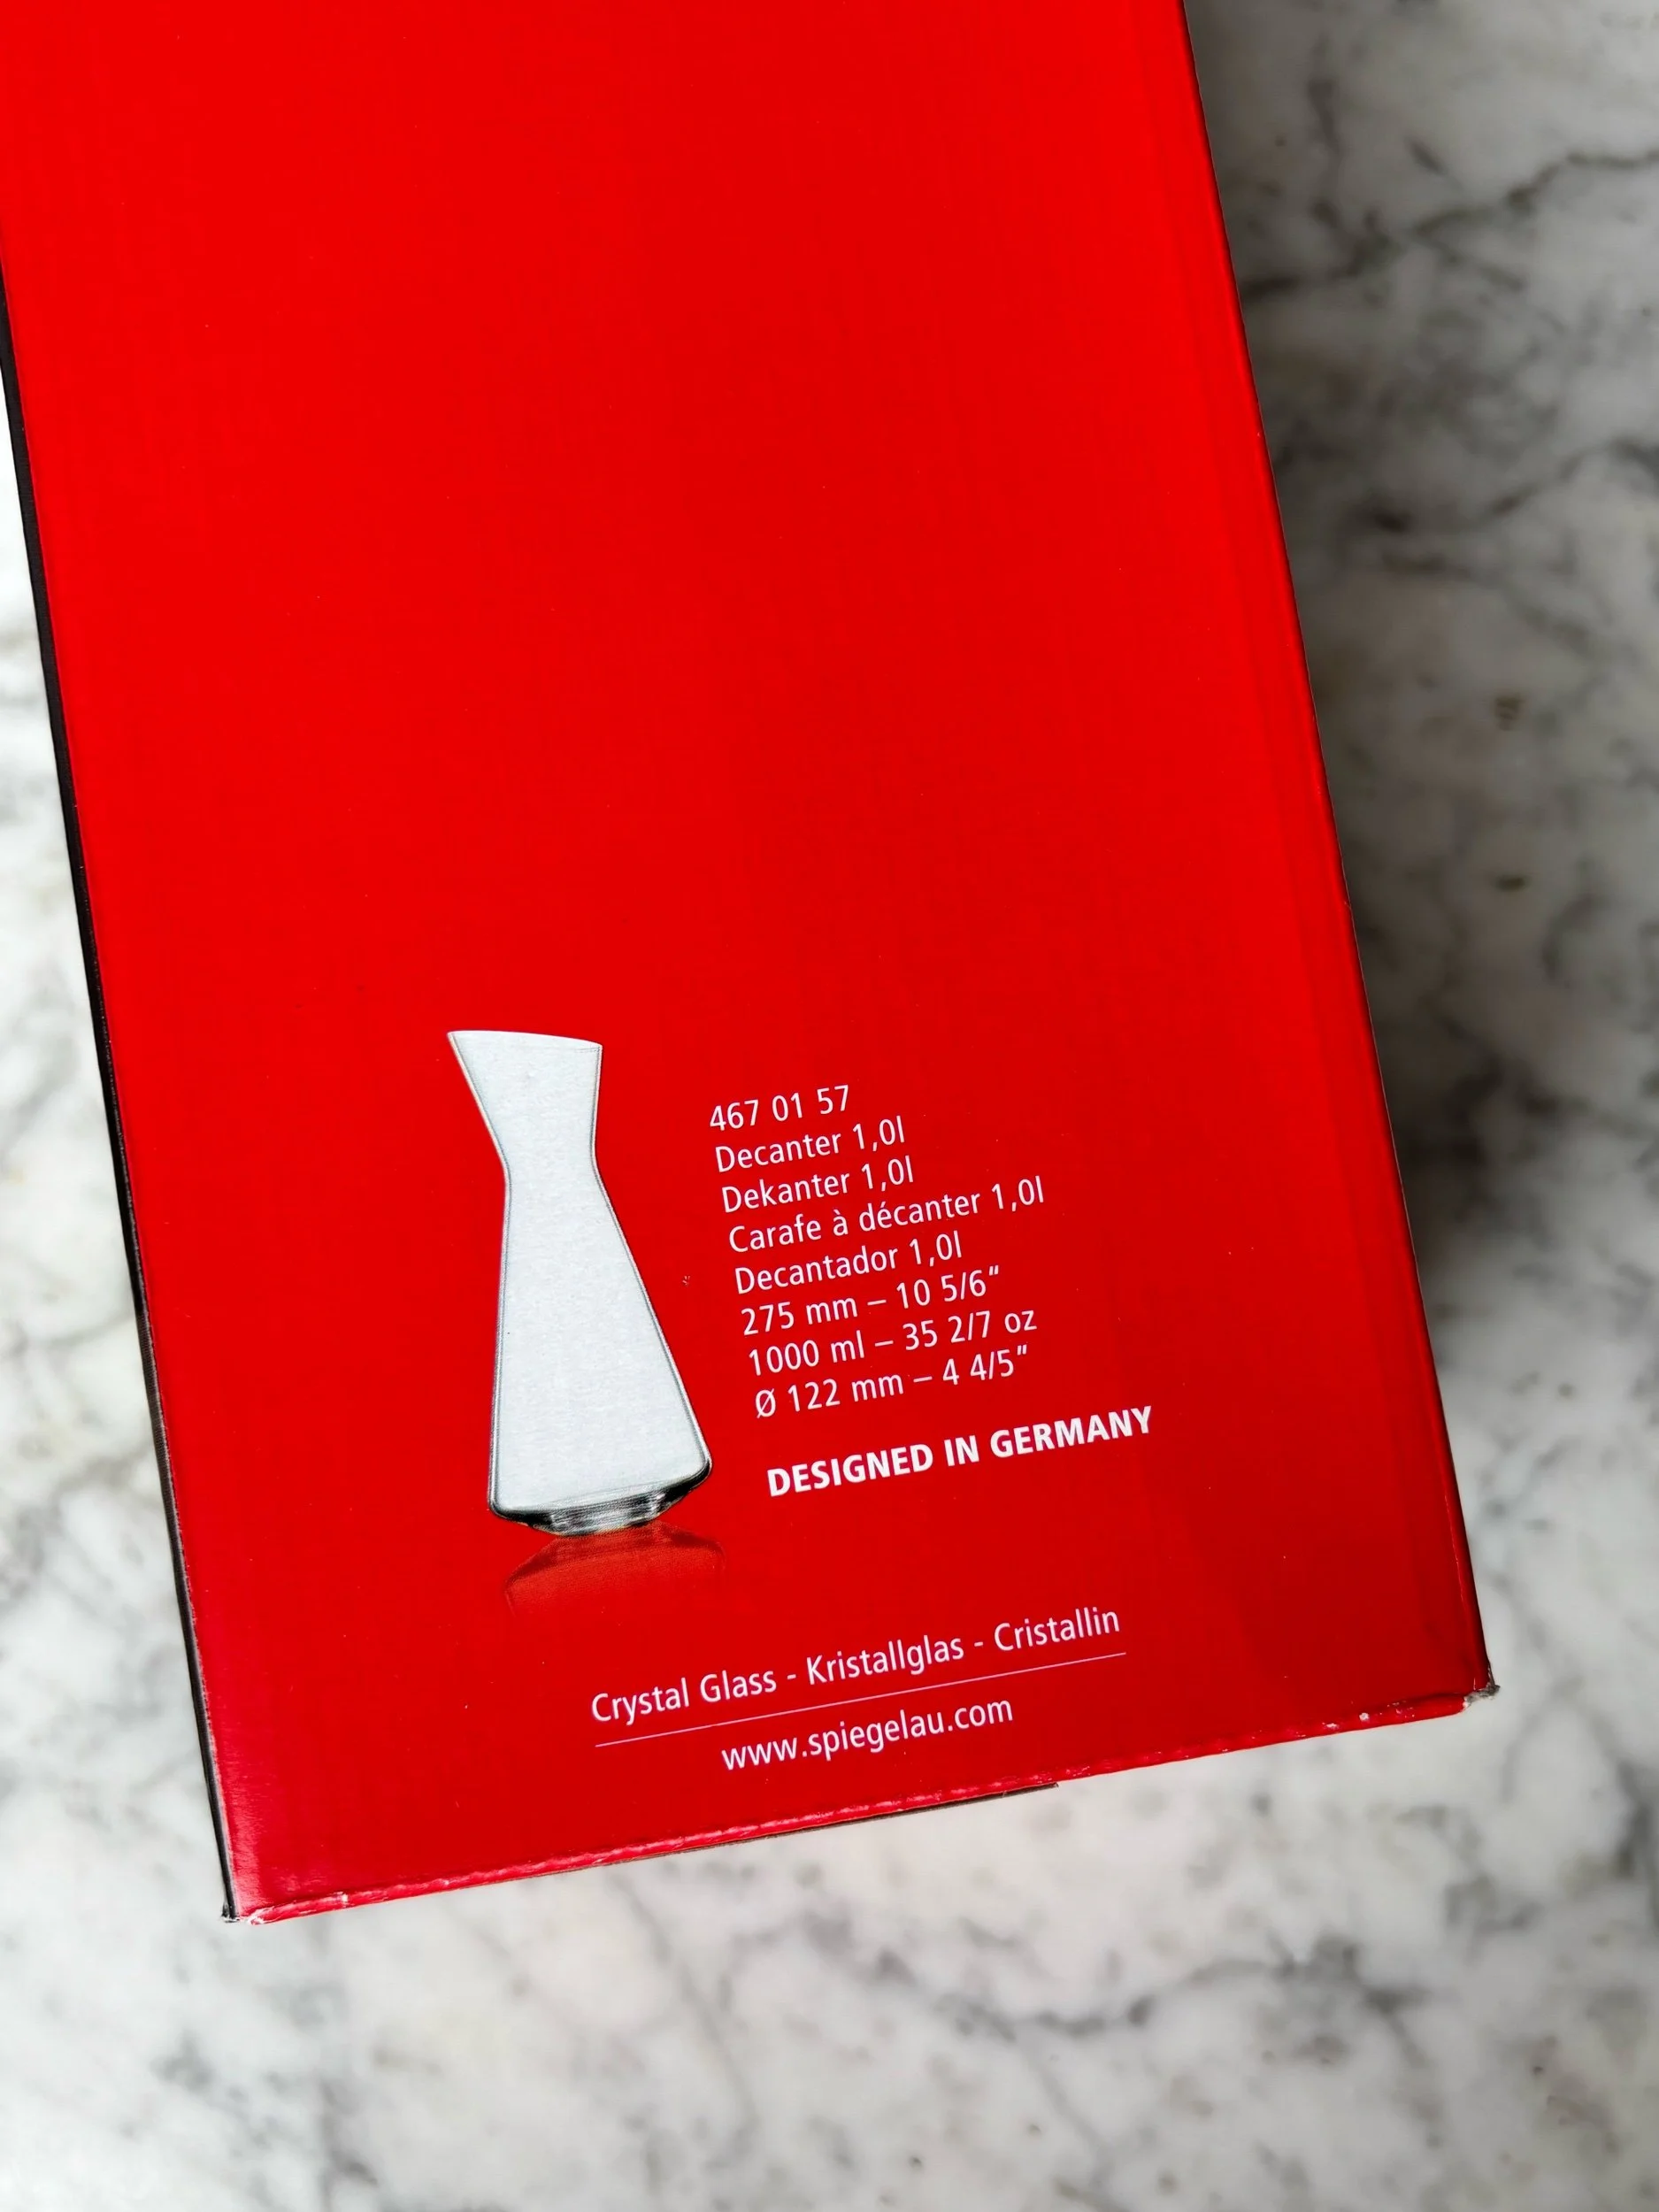 467 01 57
Decanter 1,0l
Dekanter 1,0l
Carafe à décanter 1,0l
Decantador 1,0l
275 mm – 10 5/6"
1000 ml – 35 2/7 oz
Ø 122 mm – 4 4/5"
DESIGNED IN GERMANY
Crystal Glass - Kristallglas - Cristallin
www.spiegelau.com